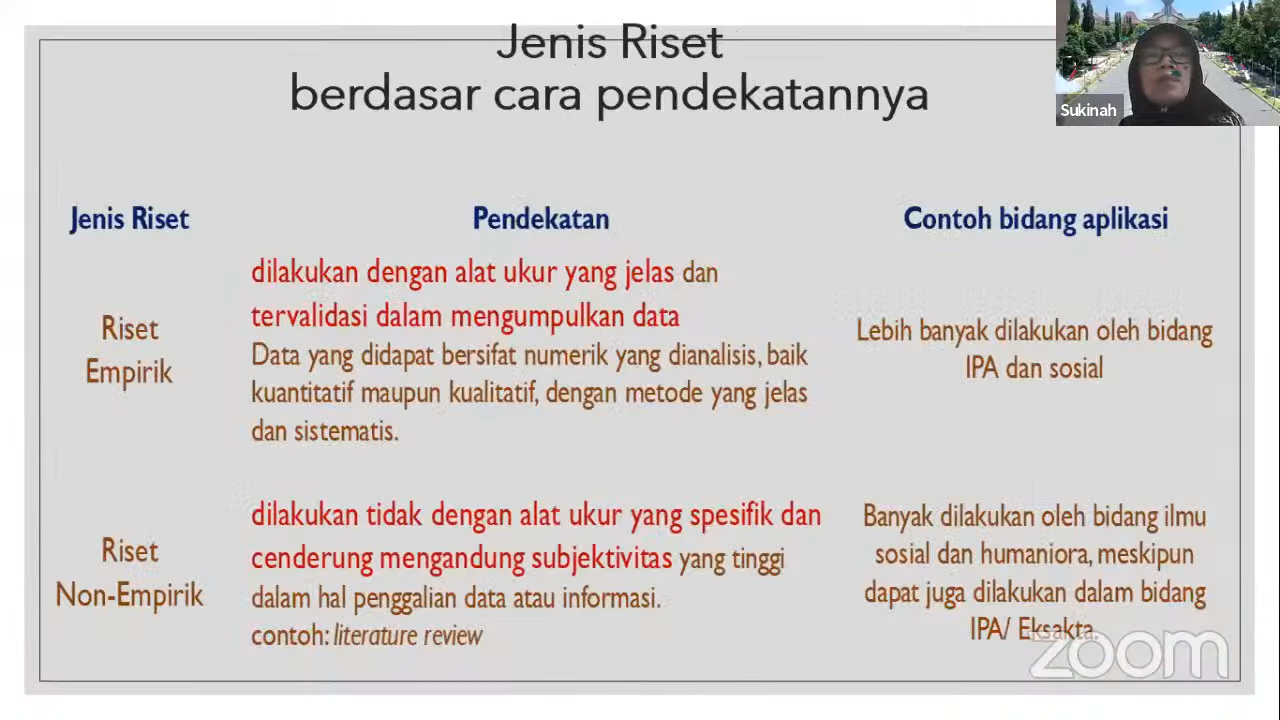 Jenis Riset
berdasar cara pendekatannya
Sukinah
Jenis Riset
Pendekatan
Contoh bidang aplikasi
Riset
Empirik
dilakukan dengan alat ukur yang jelas dan
tervalidasi dalam mengumpulkan data
Data yang didapat bersifat numerik yang dianalisis, baik
kuantitatif maupun kualitatif, dengan metode yang jelas
dan sistematis.
Lebih banyak dilakukan oleh bidang
IPA dan sosial
Riset
Non-Empirik
dilakukan tidak dengan alat ukur yang spesifik dan
cenderung mengandung subjektivitas yang tinggi
dalam hal penggalian data atau informasi.
contoh: literature review
Banyak dilakukan oleh bidang ilmu
sosial dan humaniora, meskipun
dapat juga dilakukan dalam bidang
IPA/ Eksakta.
zoom